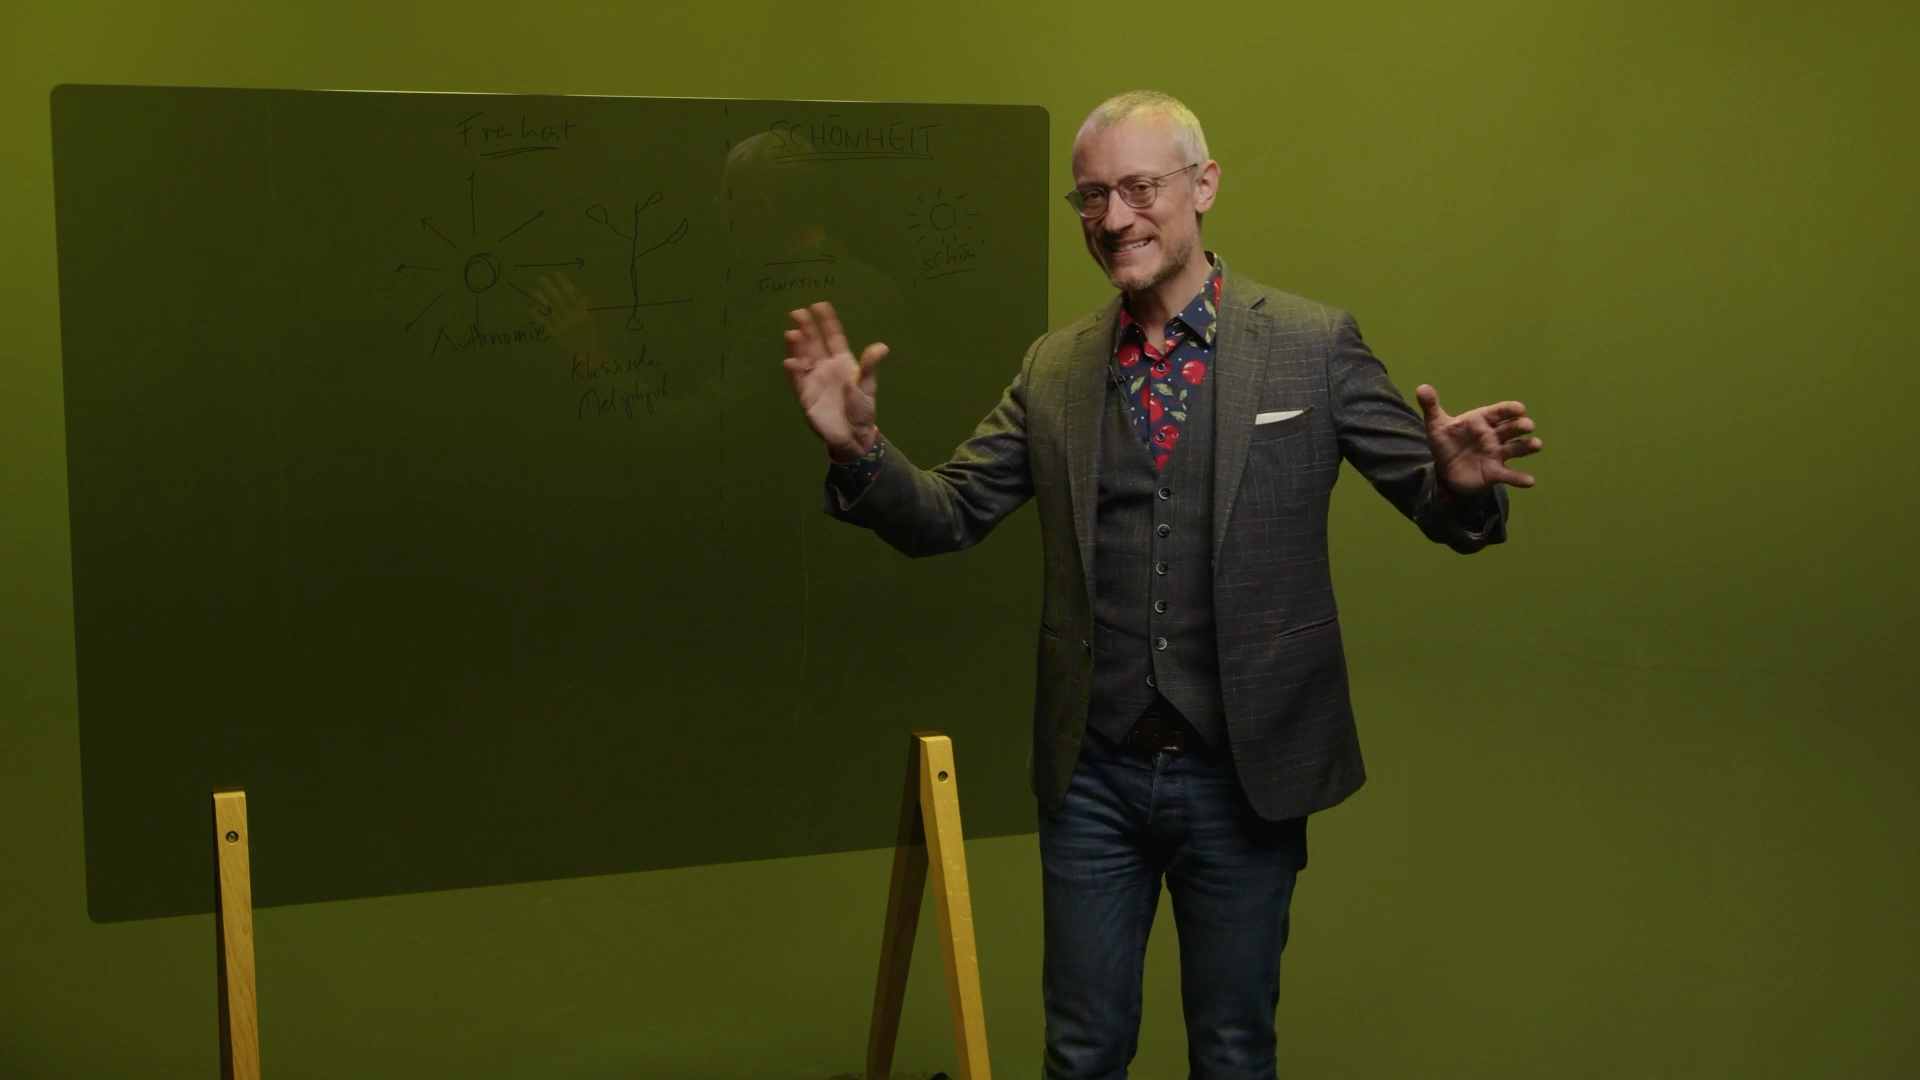 Freiheit
SCHÖNHEIT
schön
FUNKTION
Autonomie
Klassische
Metaphysik